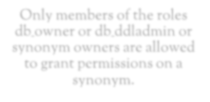 Only members of the roles
db_owner or db_ddladmin or
synonym owners are allowed
to grant permissions on a
synonym.